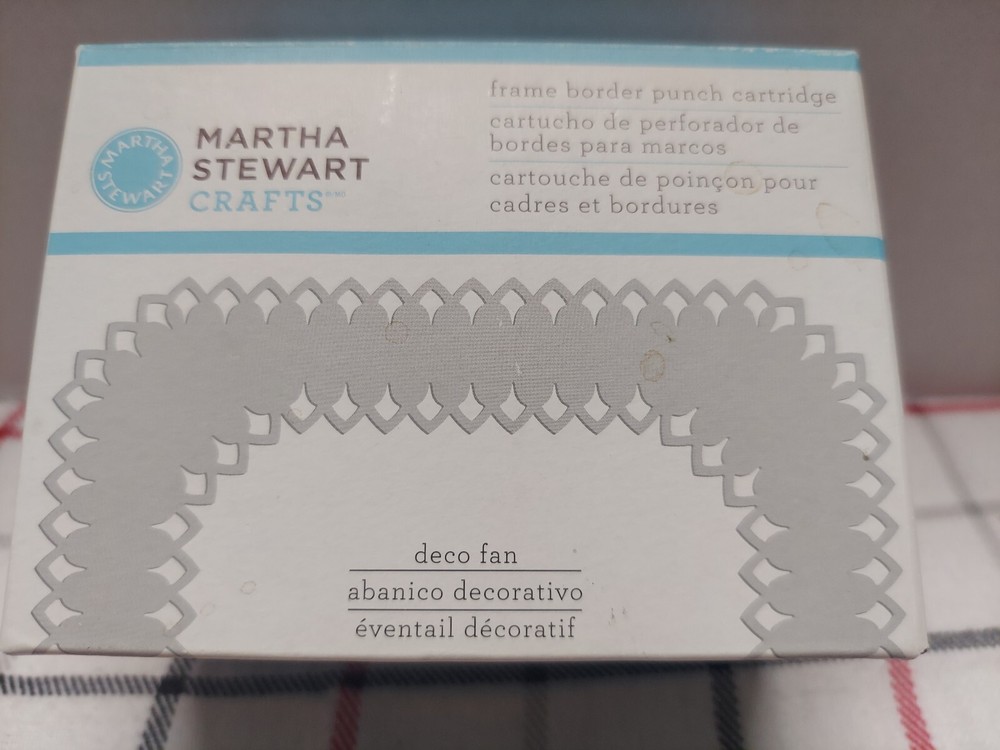 MARTHA STEWART
MARTHA
STEWART
CRAFTS
frame border punch cartridge
cartucho de perforador de
bordes para marcos
cartouche de poinçon pour
cadres et bordures
deco fan
abanico decorativo
éventail décoratif